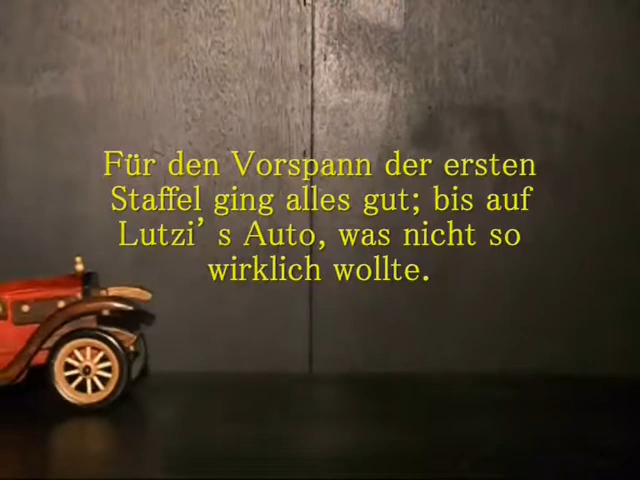 Für den Vorspann der ersten
Staffel ging alles gut; bis auf
Lutzi’s Auto, was nicht so
wirklich wollte.